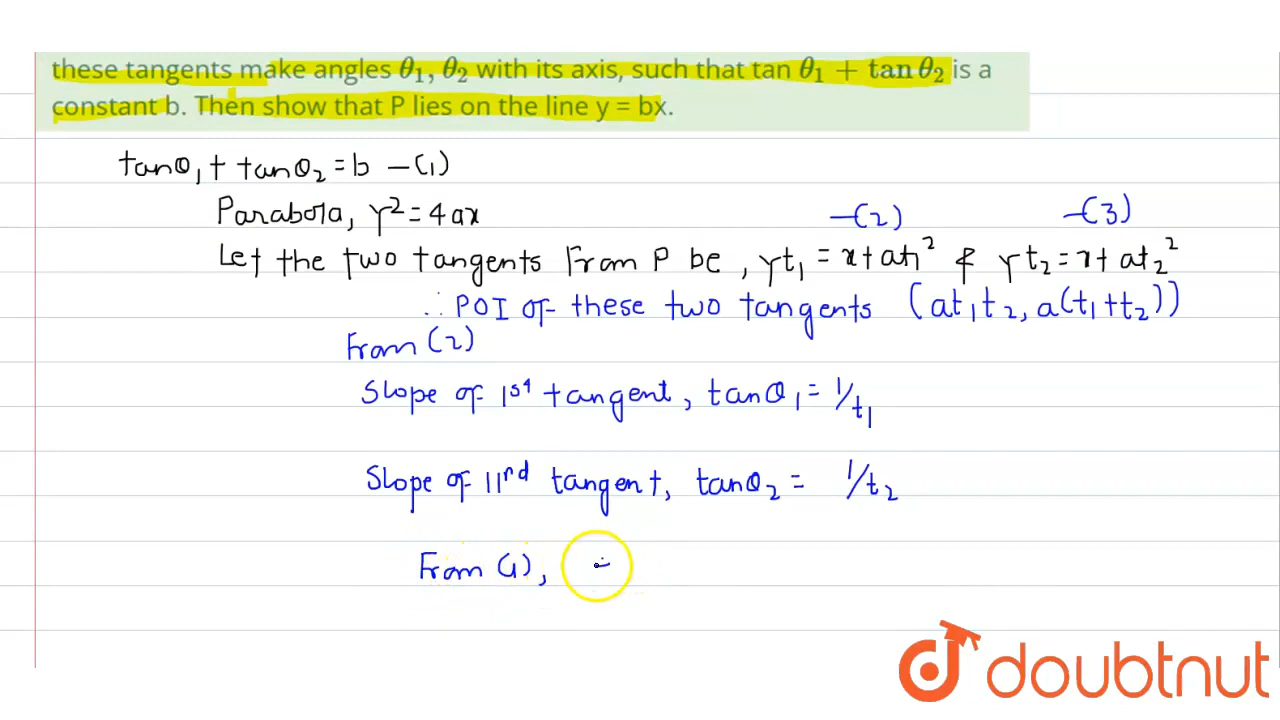 these tangents make angles θ₁, θ₂ with its axis, such that tan θ₁ + tan θ₂ is a
constant b. Then show that P lies on the line y = bx.
tanθ₁ + tanθ₂ = b —(1)
Parabola, y² = 4ax
—(2) —(3)
Let the two tangents From P be, yt₁ = x + at₁² & yt₂ = x + at₂²
∴ POI of these two tangents (at₁t₂, a(t₁+t₂))
From (2)
Slope of 1st tangent, tanθ₁ = 1/t₁
Slope of IInd tangent, tanθ₂ = 1/t₂
From (1),
doubtnut